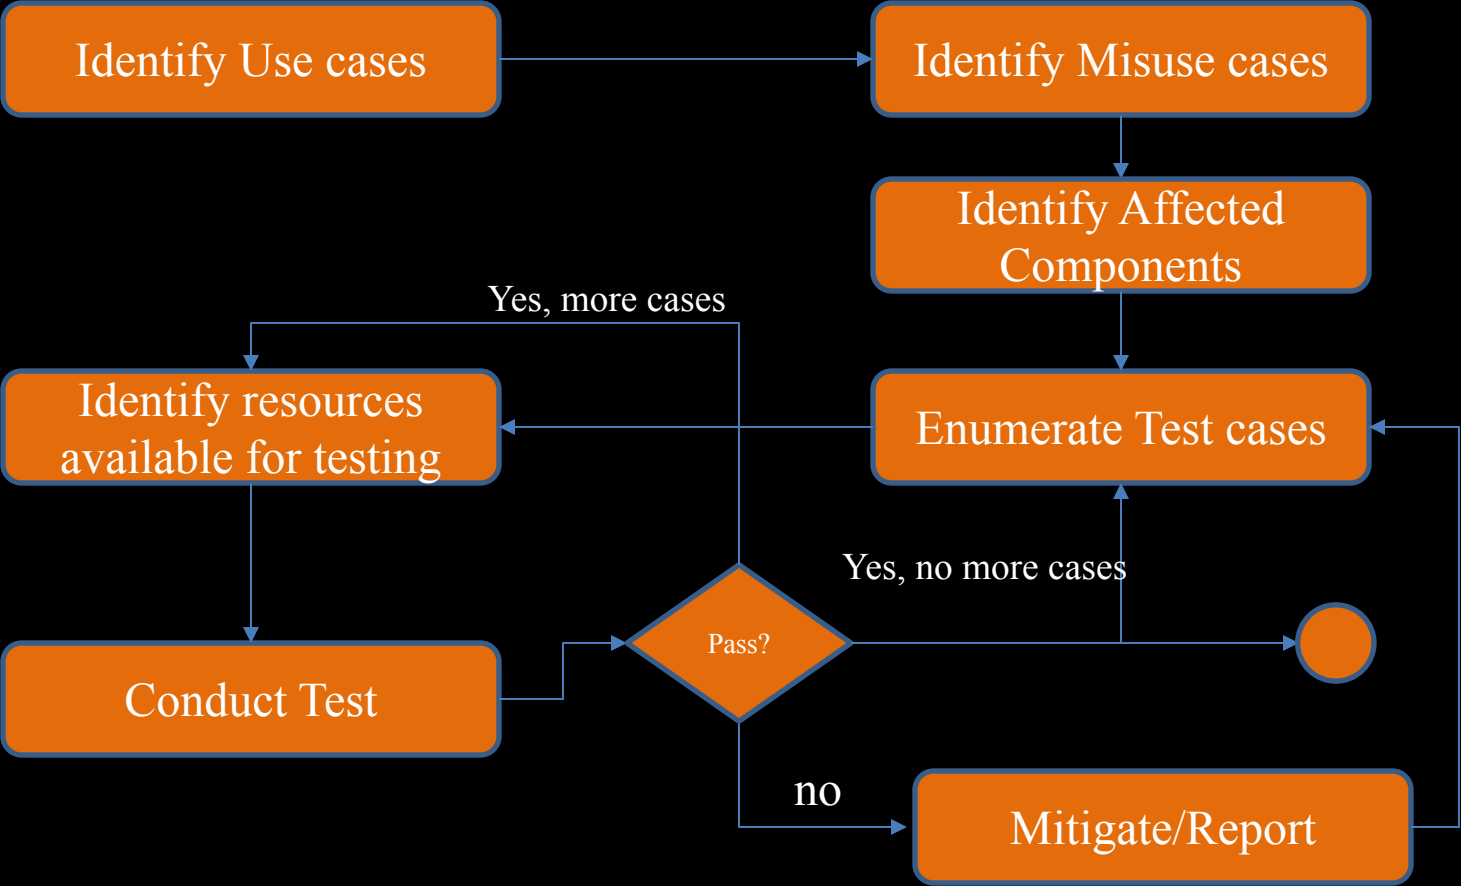 Identify Use cases
Identify Misuse cases
Identify Affected
Components
Yes, more cases
Identify resources
available for testing
Enumerate Test cases
Yes, no more cases
Pass?
Conduct Test
no
Mitigate/Report